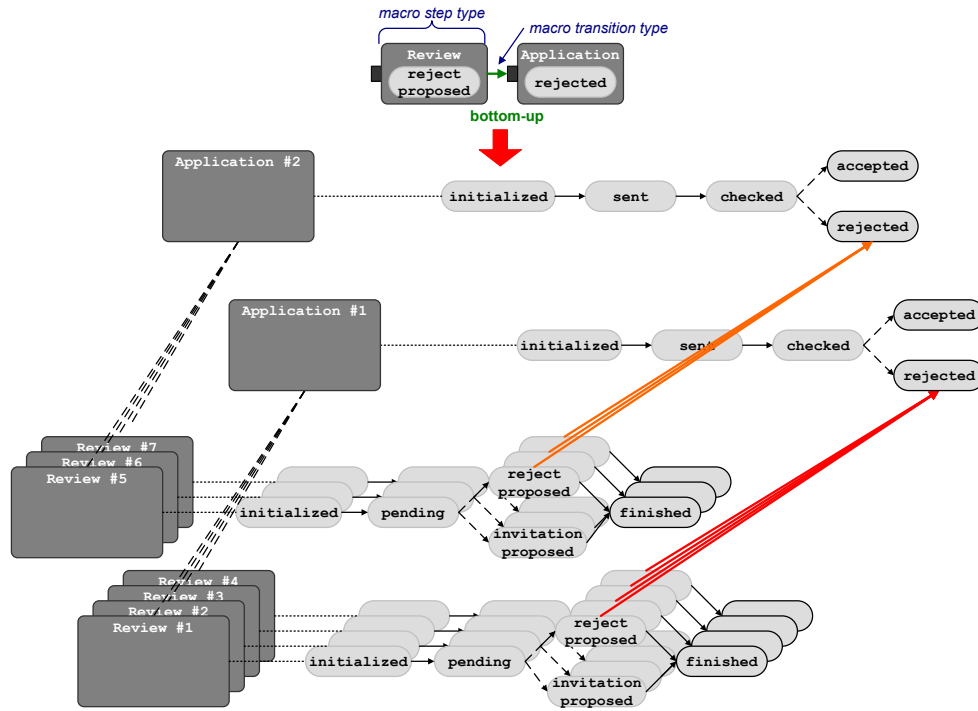 macro step type
macro transition type
Review
Application
reject
proposed
rejected
bottom-up
Application #2
initialized
sent
checked
accepted
rejected
Application #1
initialized
sent
checked
accepted
rejected
Review #7
Review #6
Review #5
initialized
pending
reject
proposed
invitation
proposed
finished
Review #4
Review #3
Review #2
Review #1
initialized
pending
reject
proposed
invitation
proposed
finished